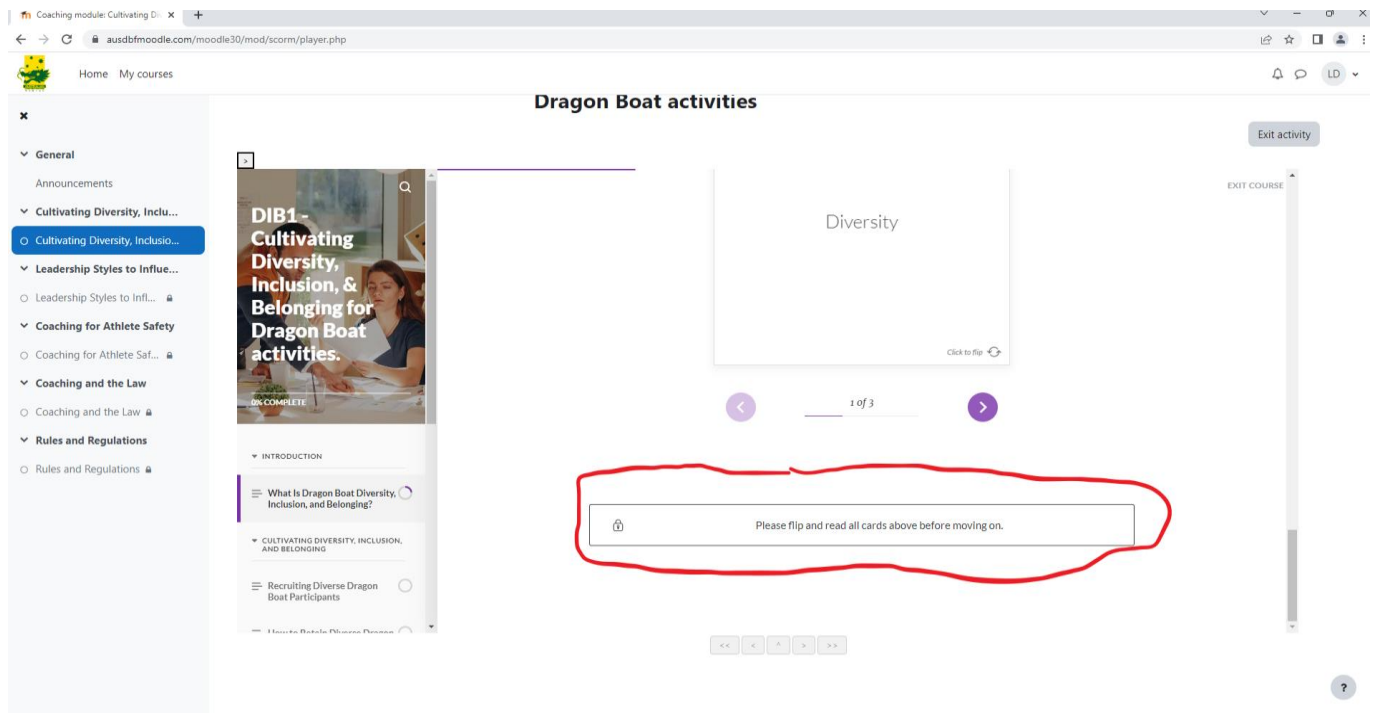 Coaching module: Cultivating Di
ausdbfmoodle.com/moodle30/mod/scorm/player.php
Home My courses
LD
Dragon Boat activities
Exit activity
General
Announcements
Cultivating Diversity, Inclu...
Cultivating Diversity, Inclusio...
Leadership Styles to Influe...
Leadership Styles to Infl...
Coaching for Athlete Safety
Coaching for Athlete Saf...
Coaching and the Law
Coaching and the Law
Rules and Regulations
Rules and Regulations
>
DIB1 -
Cultivating
Diversity,
Inclusion, &
Belonging for
Dragon Boat
activities.
0% COMPLETE
INTRODUCTION
What Is Dragon Boat Diversity,
Inclusion, and Belonging?
CULTIVATING DIVERSITY, INCLUSION,
AND BELONGING
Recruiting Diverse Dragon
Boat Participants
How to Retain Diverse Dragon
EXIT COURSE
Diversity
Click to flip
1 of 3
Please flip and read all cards above before moving on.
<< < ^ > >>
?